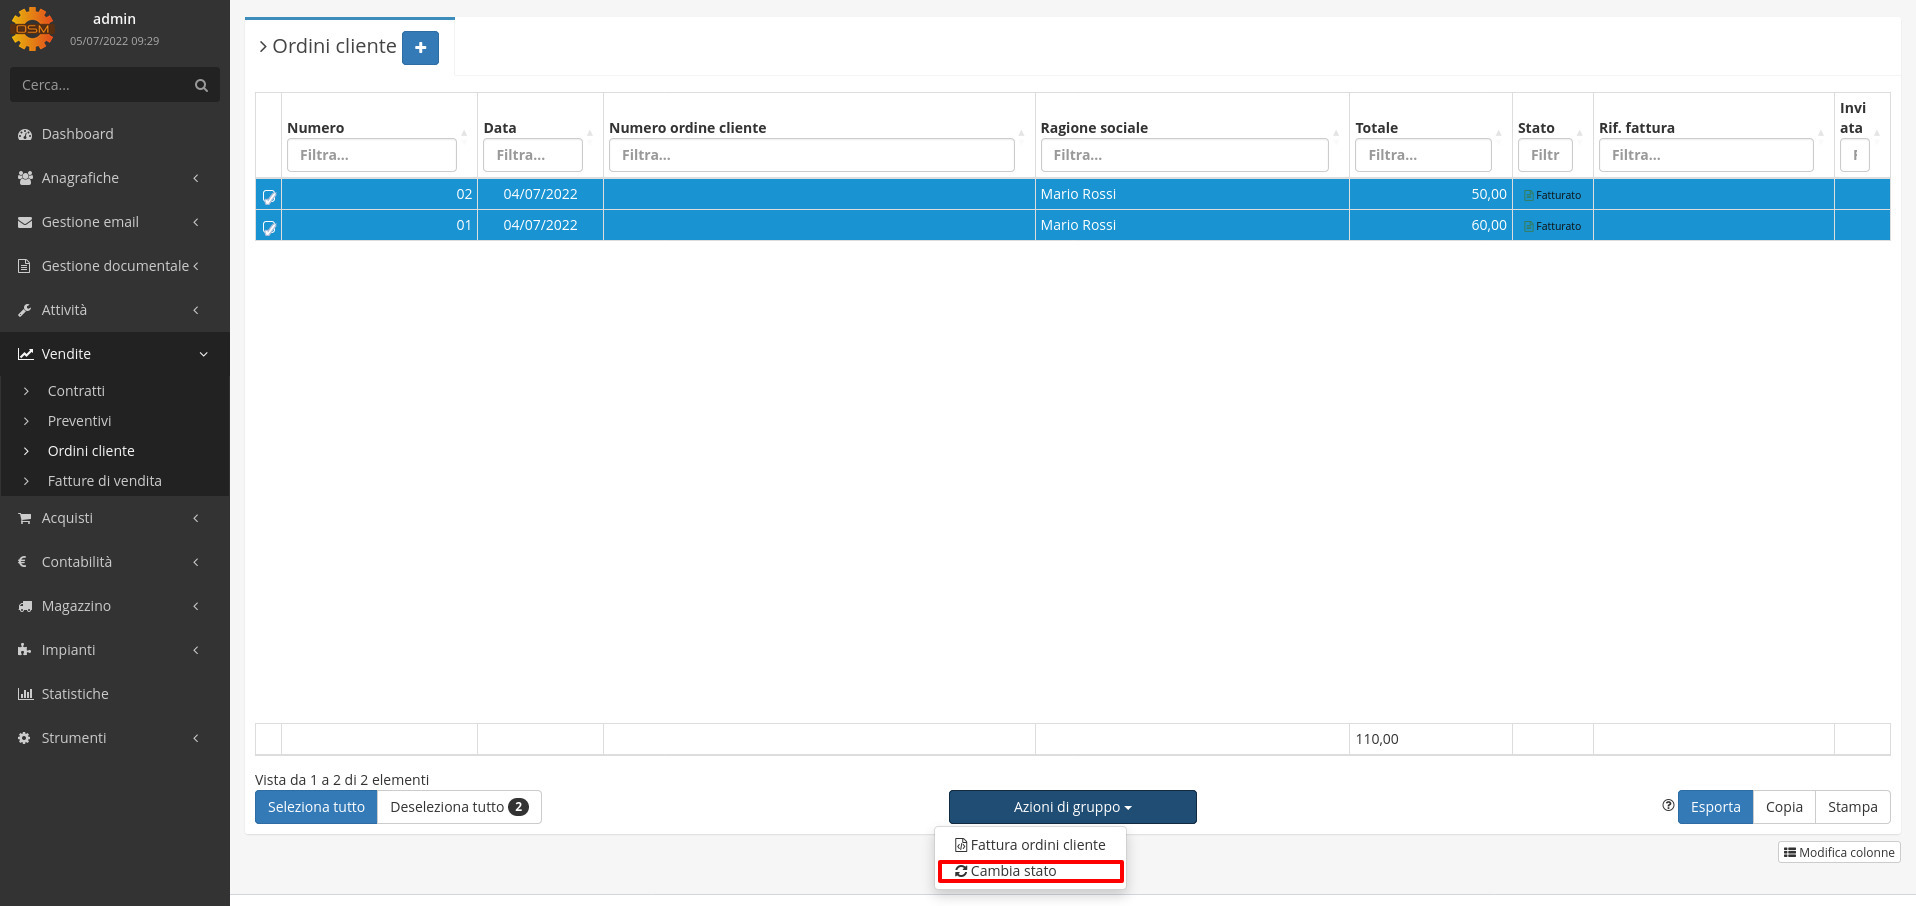 OSM
admin
05/07/2022 09:29
Cerca...
Dashboard
Anagrafiche
Gestione email
Gestione documentale
Attività
Vendite
Contratti
Preventivi
Ordini cliente
Fatture di vendita
Acquisti
€ Contabilità
Magazzino
Impianti
Statistiche
Strumenti
Ordini cliente +
Numero Data Numero ordine cliente Ragione sociale Totale Stato Rif. fattura Invi
ata
Filtra... Filtra... Filtra... Filtra... Filtra... Filtr Filtra... F
02 04/07/2022 Mario Rossi 50,00 Fatturato
01 04/07/2022 Mario Rossi 60,00 Fatturato
110,00
Vista da 1 a 2 di 2 elementi
Seleziona tutto Deseleziona tutto 2 Azioni di gruppo ? Esporta Copia Stampa
Fattura ordini cliente
Cambia stato
Modifica colonne